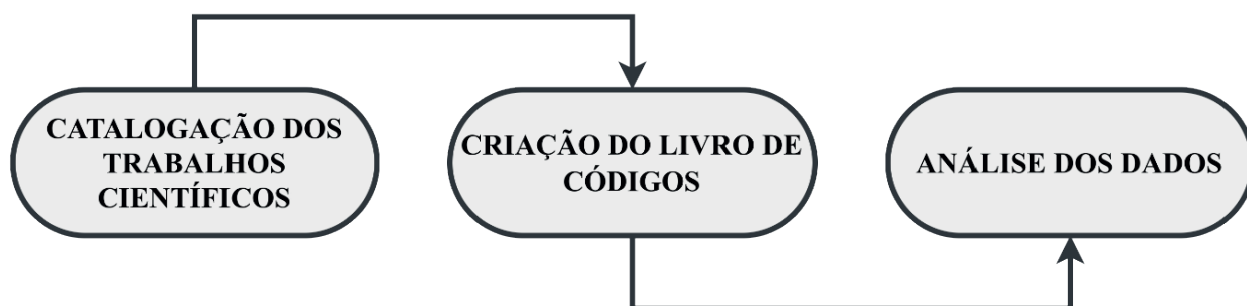 CATALOGAÇÃO DOS
TRABALHOS
CIENTÍFICOS
CRIAÇÃO DO LIVRO DE
CÓDIGOS
ANÁLISE DOS DADOS